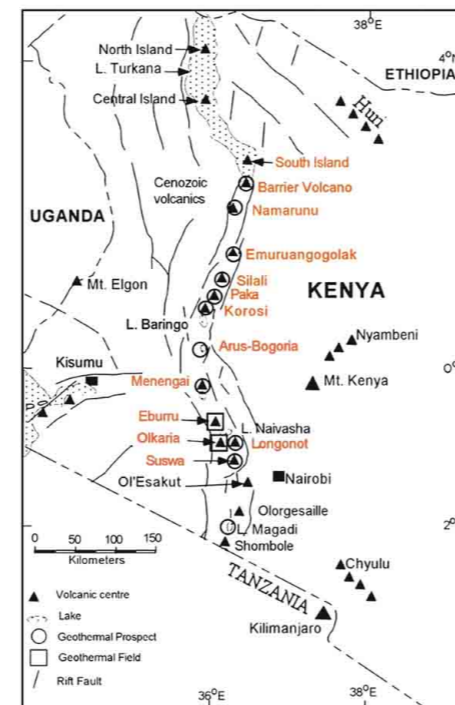 38°E
4°N
North Island
L. Turkana
ETHIOPIA
Central Island
Huri
South Island
Cenozoic
volcanics
Barrier Volcano
Namarunu
UGANDA
Emuruangogolak
Silali
Mt. Elgon
Paka
KENYA
Korosi
L. Baringo
Nyambeni
Arus-Bogoria
Kisumu
0°
Menengai
Mt. Kenya
Eburru
L. Naivasha
Olkaria
Longonot
Suswa
Nairobi
Ol'Esakut
Olorgesaille
L. Magadi
2°
0 50 100 150
Kilometers
Shombole
Chyulu
TANZANIA
Kilimanjaro
Volcanic centre
Lake
Geothermal Prospect
Geothermal Field
Rift Fault
36°E
38°E